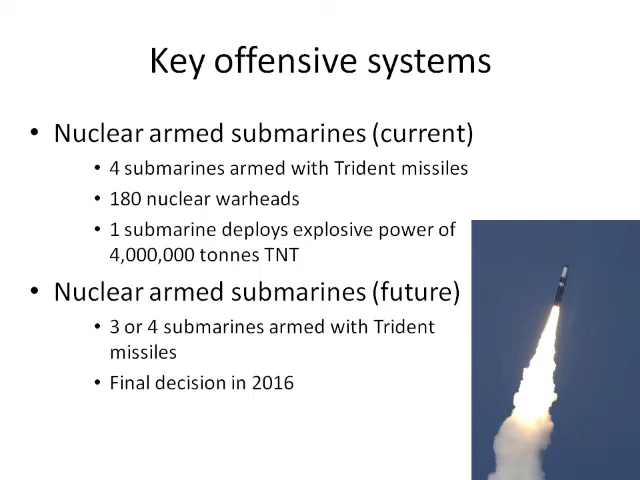 Key offensive systems
• Nuclear armed submarines (current)
• 4 submarines armed with Trident missiles
• 180 nuclear warheads
• 1 submarine deploys explosive power of
4,000,000 tonnes TNT
• Nuclear armed submarines (future)
• 3 or 4 submarines armed with Trident
missiles
• Final decision in 2016